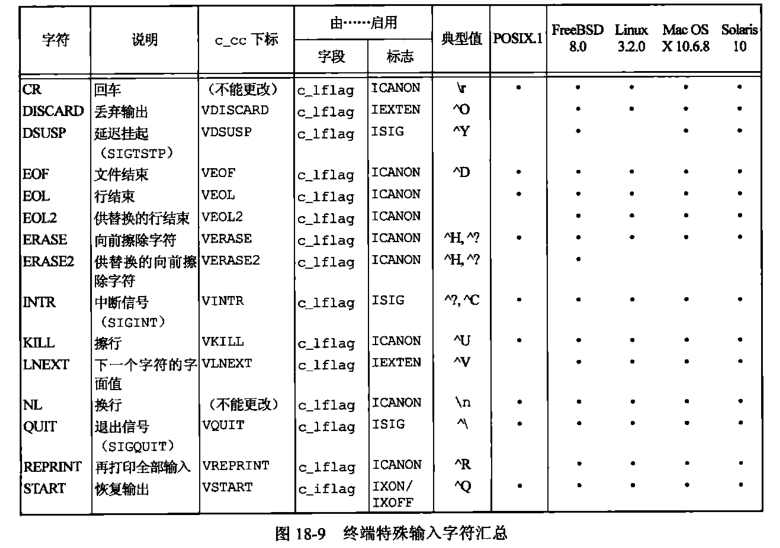 字符 说明 c_cc 下标 由……启用 典型值 POSIX.1 FreeBSD 8.0 Linux 3.2.0 Mac OS X 10.6.8 Solaris 10
字段 标志
CR 回车 (不能更改) c_lflag ICANON \r • • • • •
DISCARD 丢弃输出 VDISCARD c_lflag IEXTEN ^O • • • •
DSUSP 延迟挂起 VDSUSP c_lflag ISIG ^Y • • •
(SIGTSTP)
EOF 文件结束 VEOF c_lflag ICANON ^D • • • • •
EOL 行结束 VEOL c_lflag ICANON • • • • •
EOL2 供替换的行结束 VEOL2 c_lflag ICANON • • • •
ERASE 向前擦除字符 VERASE c_lflag ICANON ^H, ^? • • • • •
ERASE2 供替换的向前擦 VERASE2 c_lflag ICANON ^H, ^? •
除字符
INTR 中断信号 VINTR c_lflag ISIG ^?, ^C • • • • •
(SIGINT)
KILL 擦行 VKILL c_lflag ICANON ^U • • • • •
LNEXT 下一个字符的字 VLNEXT c_lflag IEXTEN ^V • • • •
面值
NL 换行 (不能更改) c_lflag ICANON \n • • • • •
QUIT 退出信号 VQUIT c_lflag ISIG ^\ • • • • •
(SIGQUIT)
REPRINT 再打印全部输入 VREPRINT c_lflag ICANON ^R • • • •
START 恢复输出 VSTART c_iflag IXON/ ^Q • • • • •
IXOFF
图 18-9 终端特殊输入字符汇总